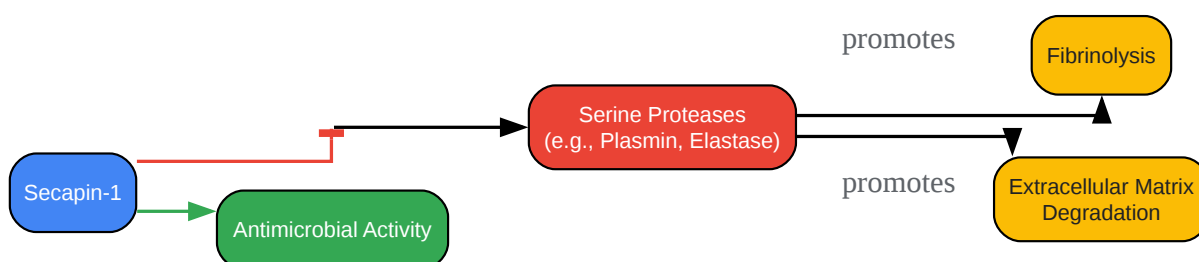 promotes
Fibrinolysis
Serine Proteases
(e.g., Plasmin, Elastase)
Secapin-1
promotes
Extracellular Matrix
Degradation
Antimicrobial Activity